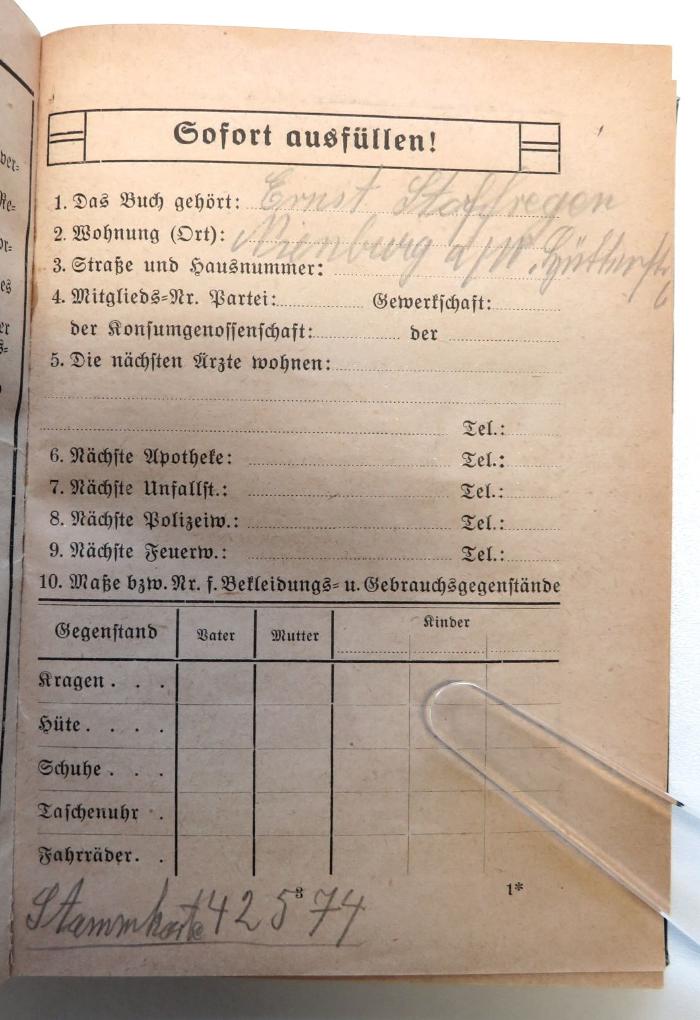 Sofort ausfüllen!
1. Das Buch gehört: Ernst Staffregen
2. Wohnung (Ort): Nienburg a/W.
3. Straße und Hausnummer:
4. Mitglieds-Nr. Partei: Gewerkschaft:
der Konsumgenossenschaft: der
5. Die nächsten Ärzte wohnen:
Tel.:
6. Nächste Apotheke: Tel.:
7. Nächste Unfallst.: Tel.:
8. Nächste Polizeiw.: Tel.:
9. Nächste Feuerw.: Tel.:
10. Maße bzw. Nr. f. Bekleidungs- u. Gebrauchsgegenstände
Gegenstand Vater Mutter Kinder
Kragen . . .
Hüte . . . .
Schuhe . . .
Taschenuhr .
Fahrräder. .
3 1*
Stammkarte 42574